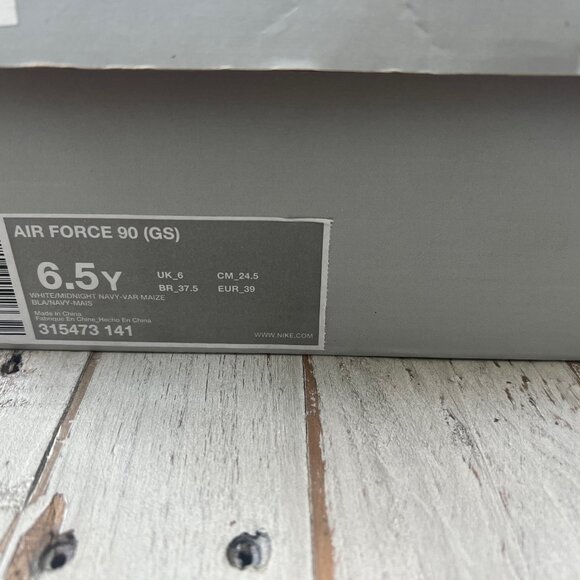 AIR FORCE 90 (GS)
6.5Y UK_6 CM_24.5
BR_37.5 EUR_39
WHITE/MIDNIGHT NAVY-VAR MAIZE
BLA/NAVY-MAIS
Made In China
Fabrique En Chine_Hecho En China
315473 141
WWW.NIKE.COM